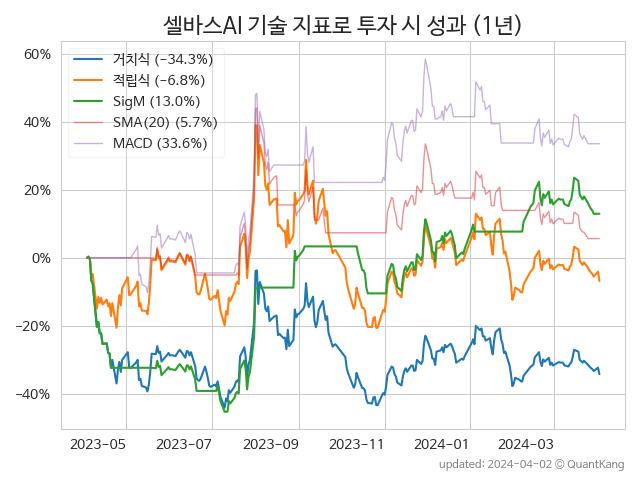 셀바스AI 기술 지표로 투자 시 성과 (1년)
거치식 (−34.3%)
적립식 (−6.8%)
SigM (13.0%)
SMA(20) (5.7%)
MACD (33.6%)
60%
40%
20%
0%
−20%
−40%
2023-05 2023-07 2023-09 2023-11 2024-01 2024-03
updated: 2024-04-02 @ QuantKang